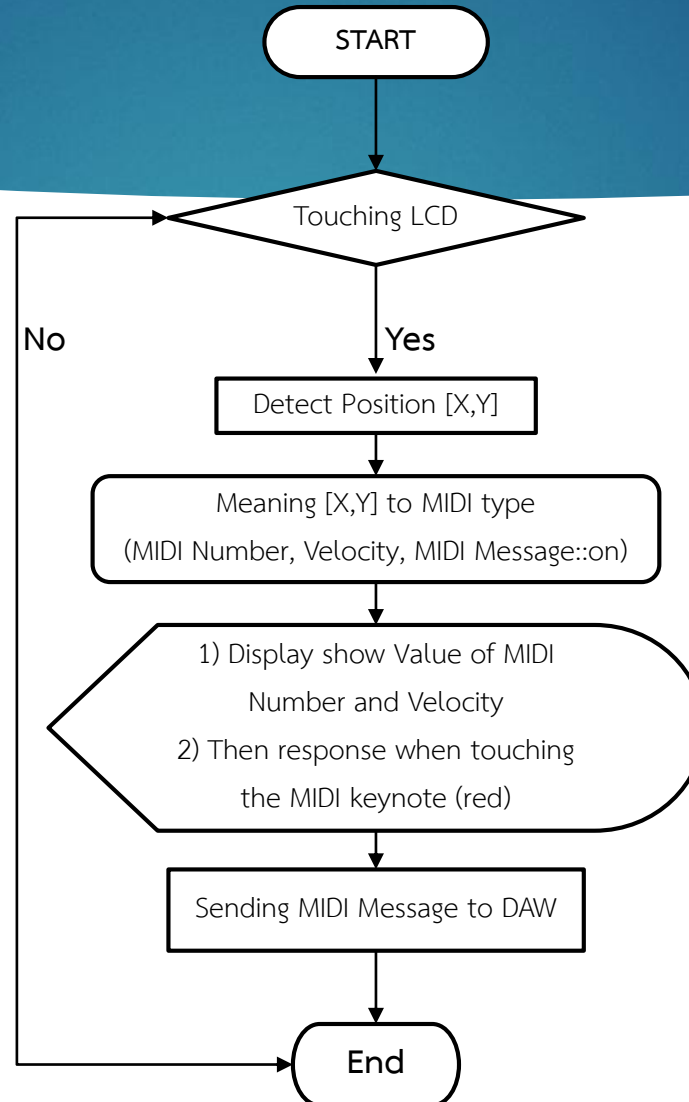 START
Touching LCD
No
Yes
Detect Position [X,Y]
Meaning [X,Y] to MIDI type
(MIDI Number, Velocity, MIDI Message::on)
1) Display show Value of MIDI
Number and Velocity
2) Then response when touching
the MIDI keynote (red)
Sending MIDI Message to DAW
End